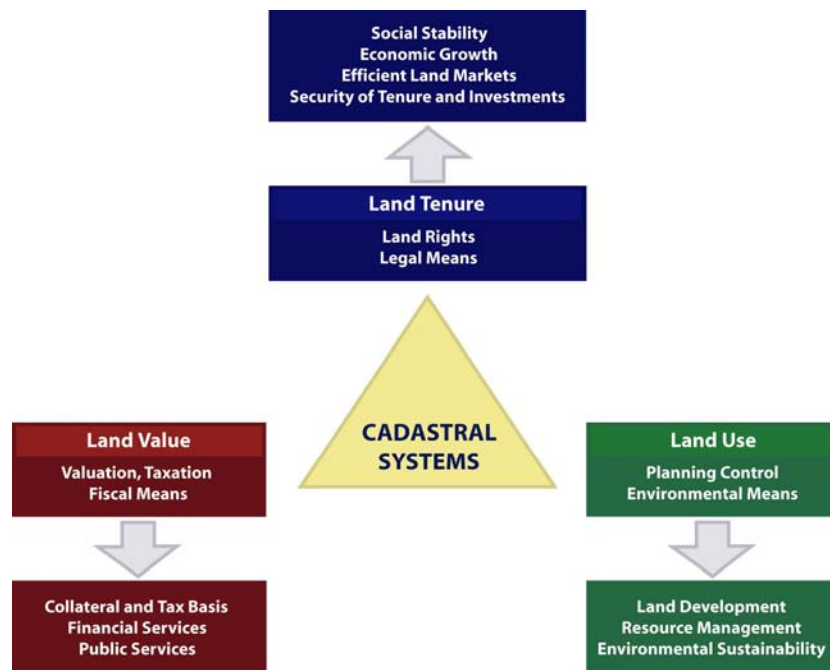 Social Stability
Economic Growth
Efficient Land Markets
Security of Tenure and Investments
Land Tenure
Land Rights
Legal Means
CADASTRAL
SYSTEMS
Land Value
Valuation, Taxation
Fiscal Means
Collateral and Tax Basis
Financial Services
Public Services
Land Use
Planning Control
Environmental Means
Land Development
Resource Management
Environmental Sustainability